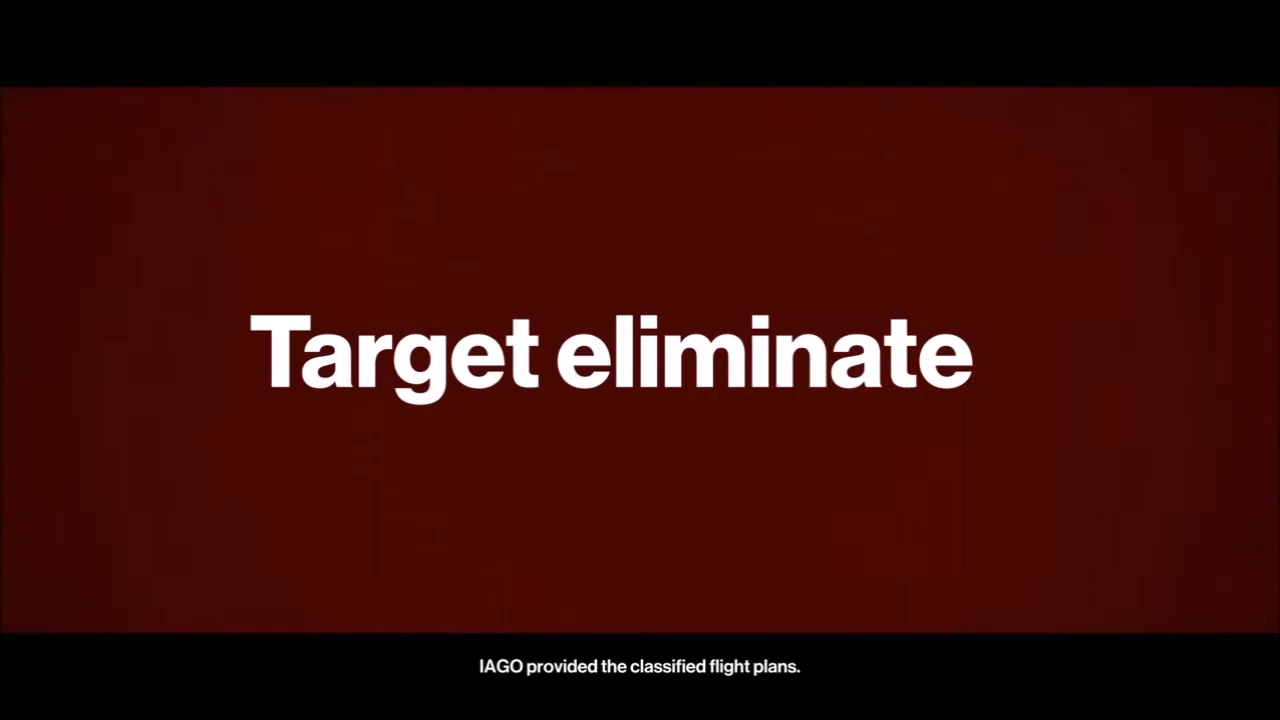 Target eliminate
IAGO provided the classified flight plans.